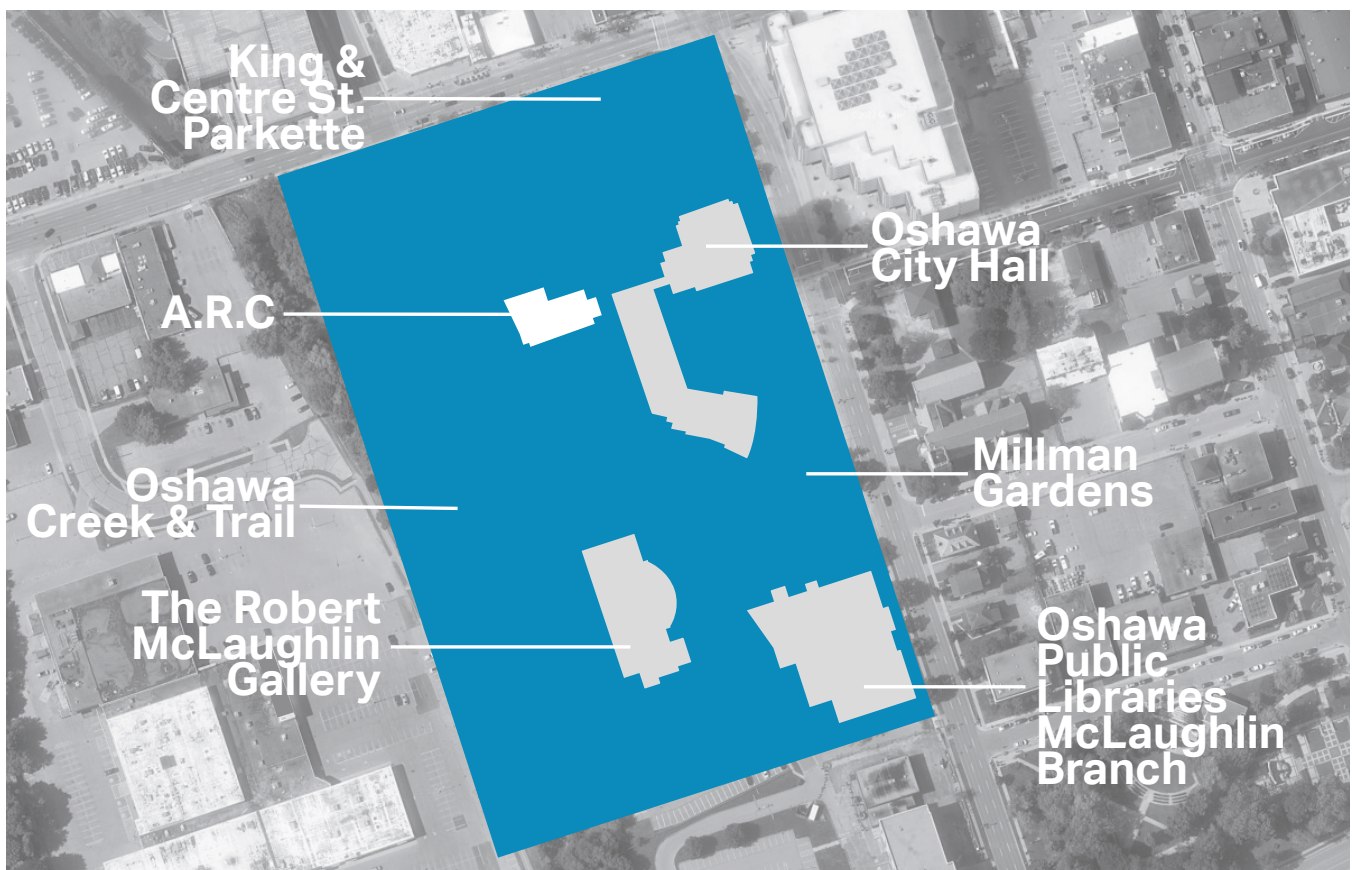 King &
Centre St.
Parkette
Oshawa
City Hall
A.R.C
Millman
Gardens
Oshawa
Creek & Trail
The Robert
McLaughlin
Gallery
Oshawa
Public
Libraries
McLaughlin
Branch